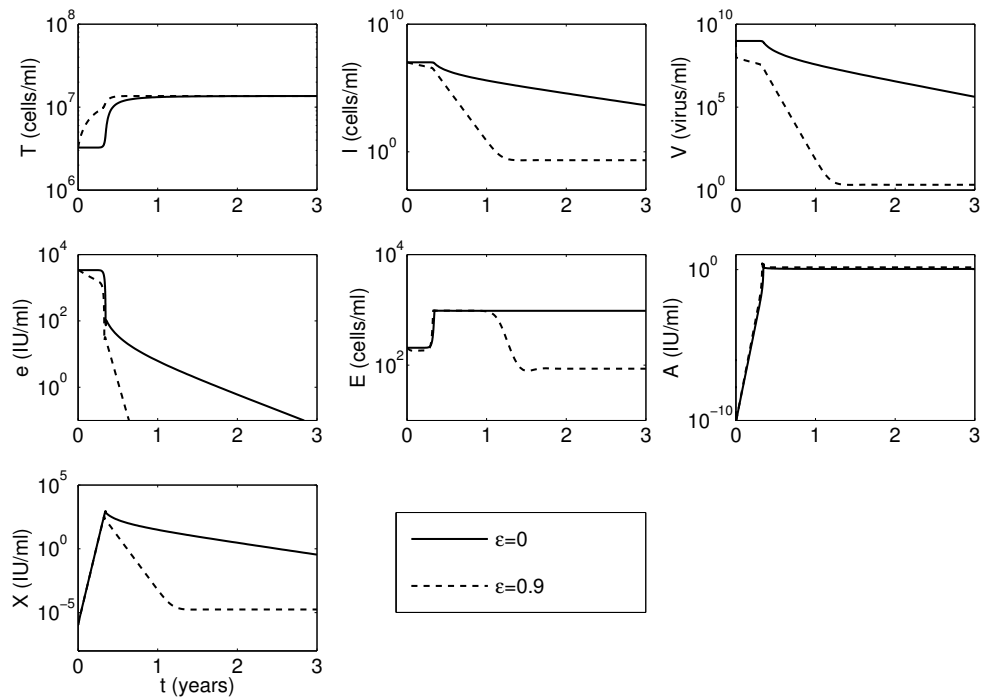 10^8
10^7
10^6
T (cells/ml)
0 1 2 3
10^10
10^0
I (cells/ml)
0 1 2 3
10^10
10^5
10^0
V (virus/ml)
0 1 2 3
10^4
10^2
10^0
e (IU/ml)
0 1 2 3
10^4
10^2
E (cells/ml)
0 1 2 3
10^0
10^-10
A (IU/ml)
0 1 2 3
10^5
10^0
10^-5
X (IU/ml)
0 1 2 3
t (years)
ε=0
ε=0.9